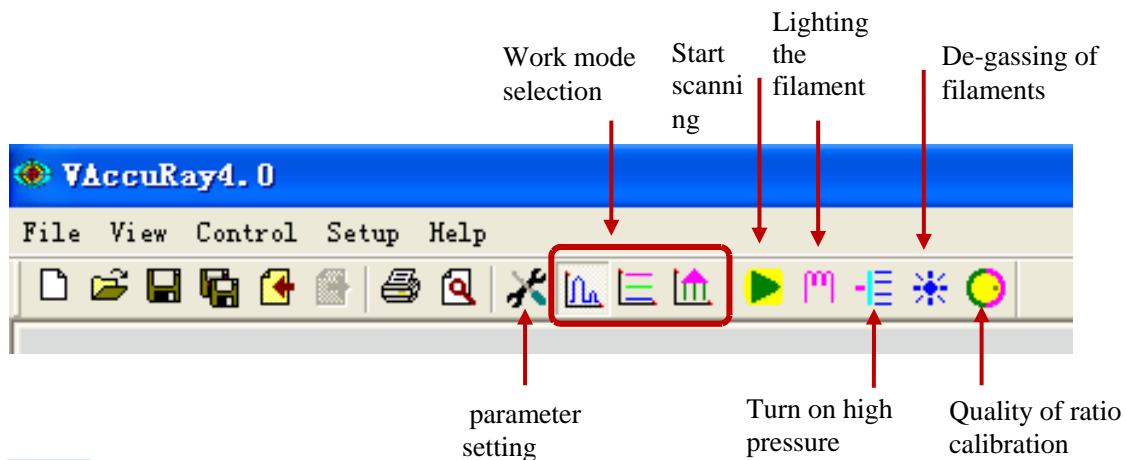 Lighting
the
filament
Work mode
selection
Start
scanni
ng
De-gassing of
filaments
VAccuRay4.0
File View Control Setup Help
parameter
setting
Turn on high
pressure
Quality of ratio
calibration